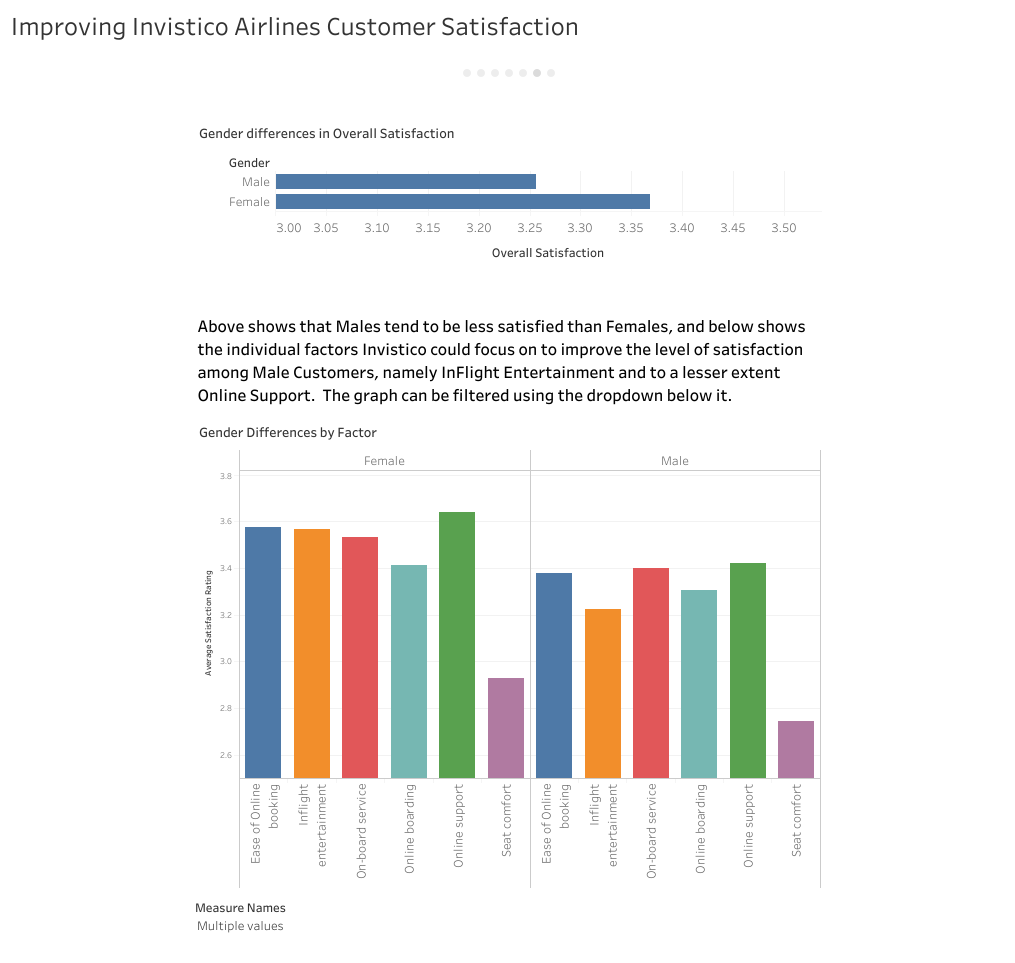 Improving Invistico Airlines Customer Satisfaction
Gender differences in Overall Satisfaction
Gender
Male
Female
3.00 3.05 3.10 3.15 3.20 3.25 3.30 3.35 3.40 3.45 3.50
Overall Satisfaction
Above shows that Males tend to be less satisfied than Females, and below shows
the individual factors Invistico could focus on to improve the level of satisfaction
among Male Customers, namely InFlight Entertainment and to a lesser extent
Online Support.  The graph can be filtered using the dropdown below it.
Gender Differences by Factor
Female Male
3.8
3.6
3.4
3.2
3.0
2.8
2.6
Average Satisfaction Rating
Ease of Online
booking
Inflight
entertainment
On-board service
Online boarding
Online support
Seat comfort
Ease of Online
booking
Inflight
entertainment
On-board service
Online boarding
Online support
Seat comfort
Measure Names
Multiple values